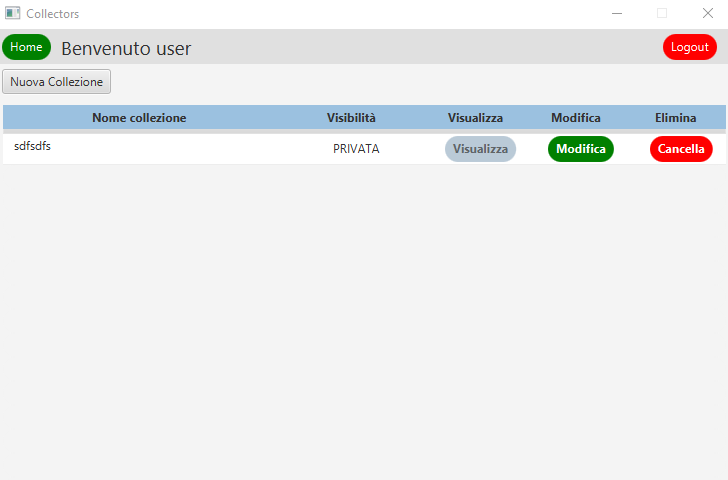 Collectors
Home Benvenuto user Logout
Nuova Collezione
Nome collezione Visibilità Visualizza Modifica Elimina
sdfsdfs PRIVATA Visualizza Modifica Cancella